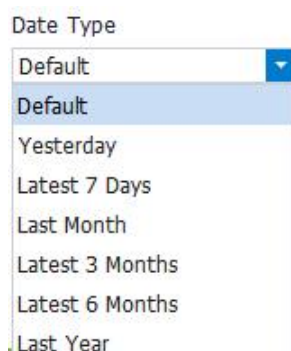 Date Type
Default
Default
Yesterday
Latest 7 Days
Last Month
Latest 3 Months
Latest 6 Months
Last Year